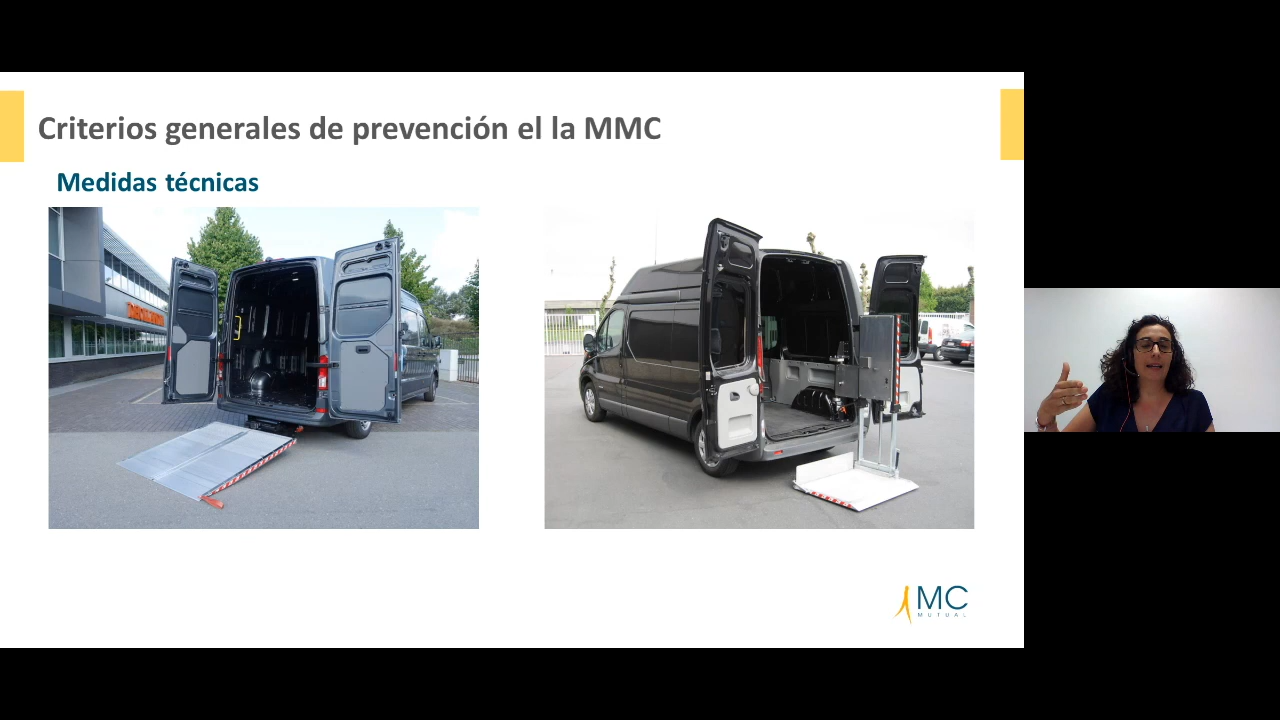 Criterios generales de prevención el la MMC
Medidas técnicas
MC
MUTUAL